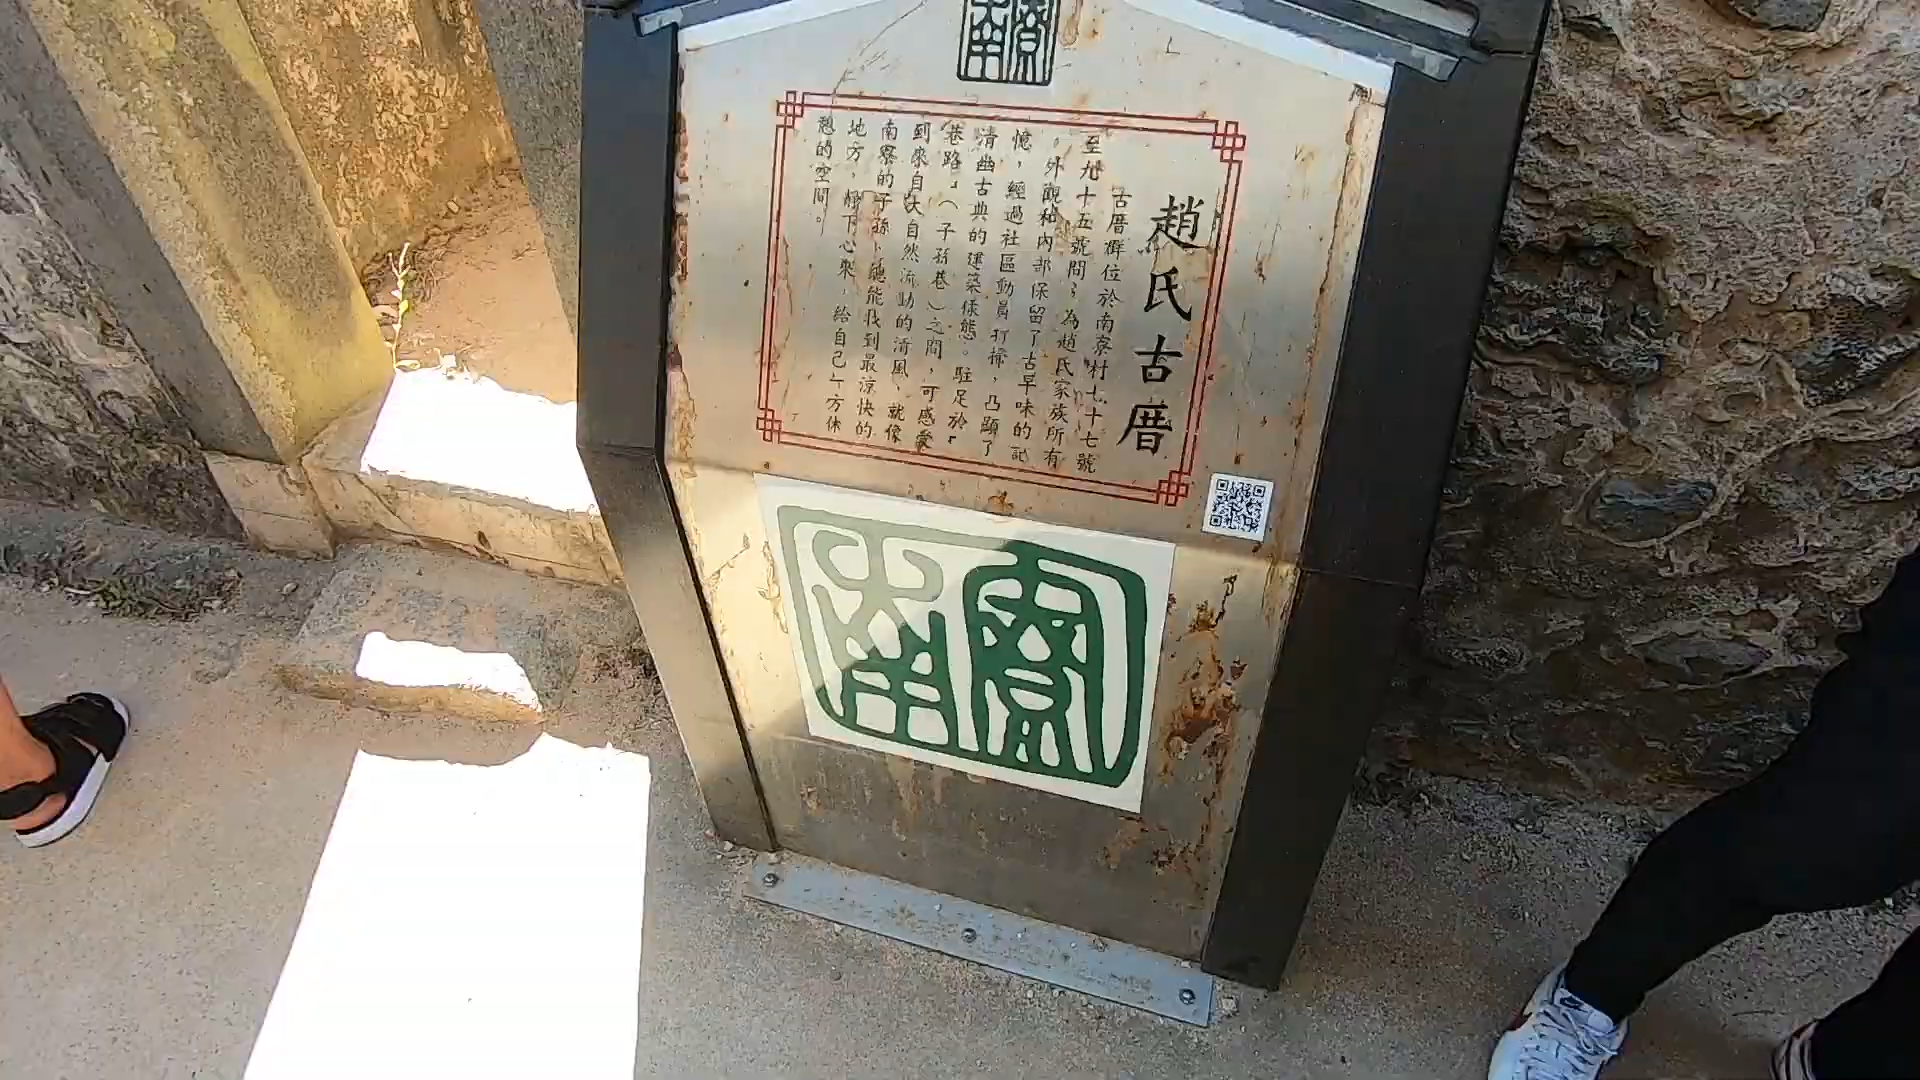 南寮
趙氏古厝
古厝群位於南寮村七十七號
至九十五號間，為趙氏家族所有
。外觀和內部保留了古早味的記
憶，經過社區動員打掃，凸顯了
清幽古典的建築樣態。駐足於「
巷路」（子孫巷）之間，可感受
到來自大自然流動的清風、就像
南寮的子孫，總能找到最涼快的
地方，靜下心來，給自己一方休
憩的空間。
南寮